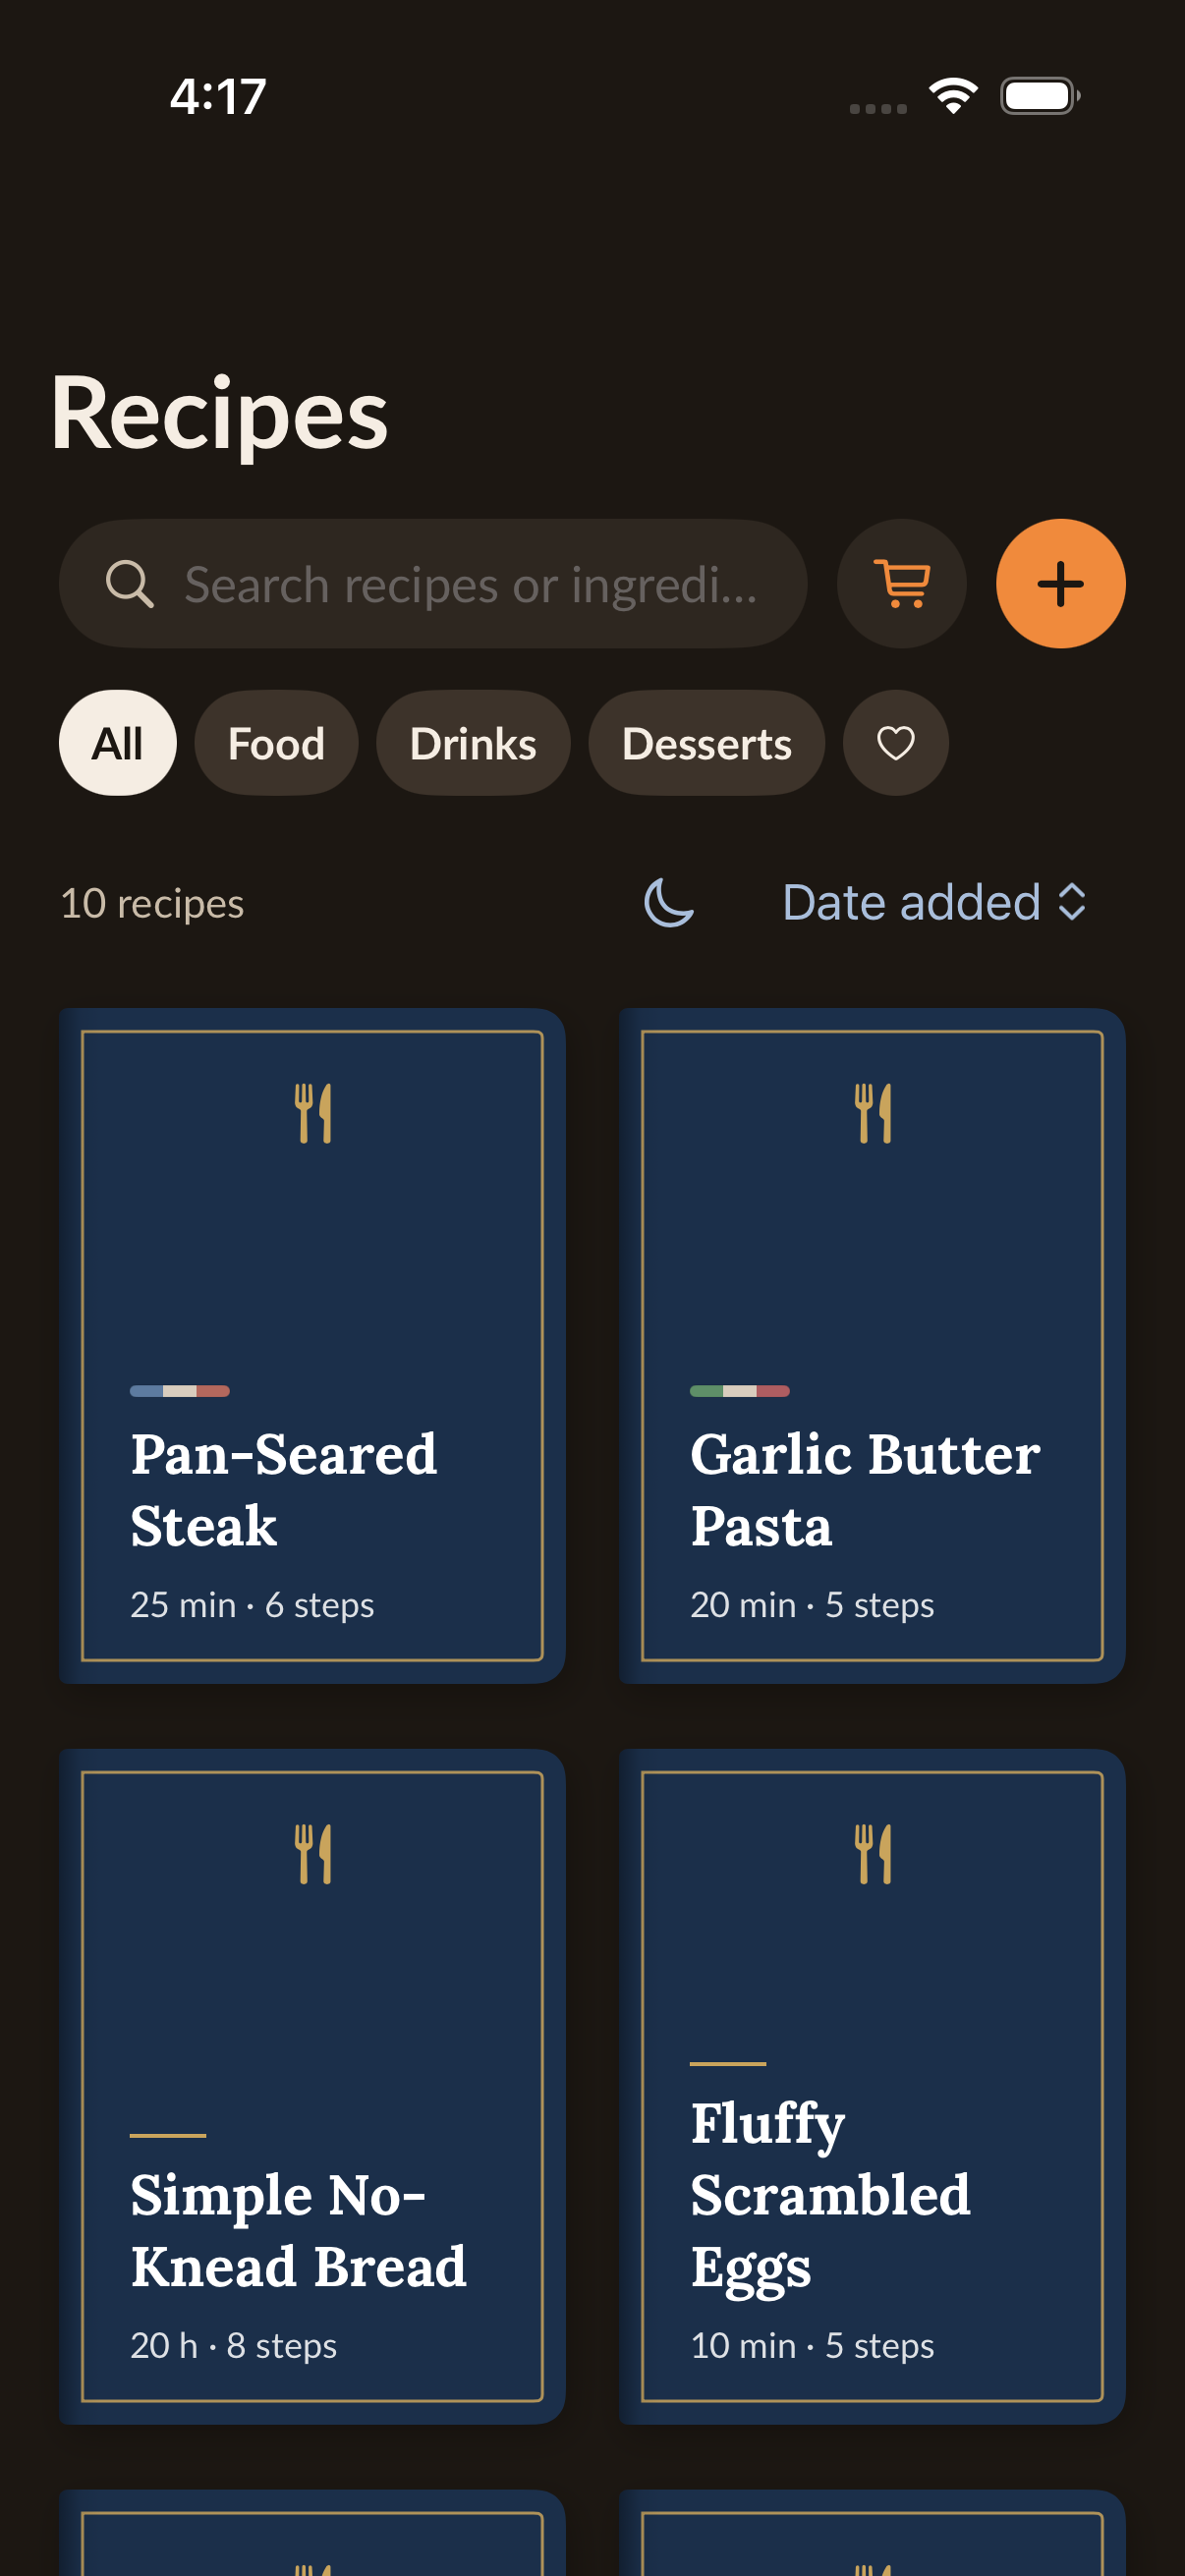 4:17
Recipes
Search recipes or ingredi...
All
Food
Drinks
Desserts
10 recipes
Date added
Pan-Seared
Steak
25 min · 6 steps
Garlic Butter
Pasta
20 min · 5 steps
Simple No-
Knead Bread
20 h · 8 steps
Fluffy
Scrambled
Eggs
10 min · 5 steps